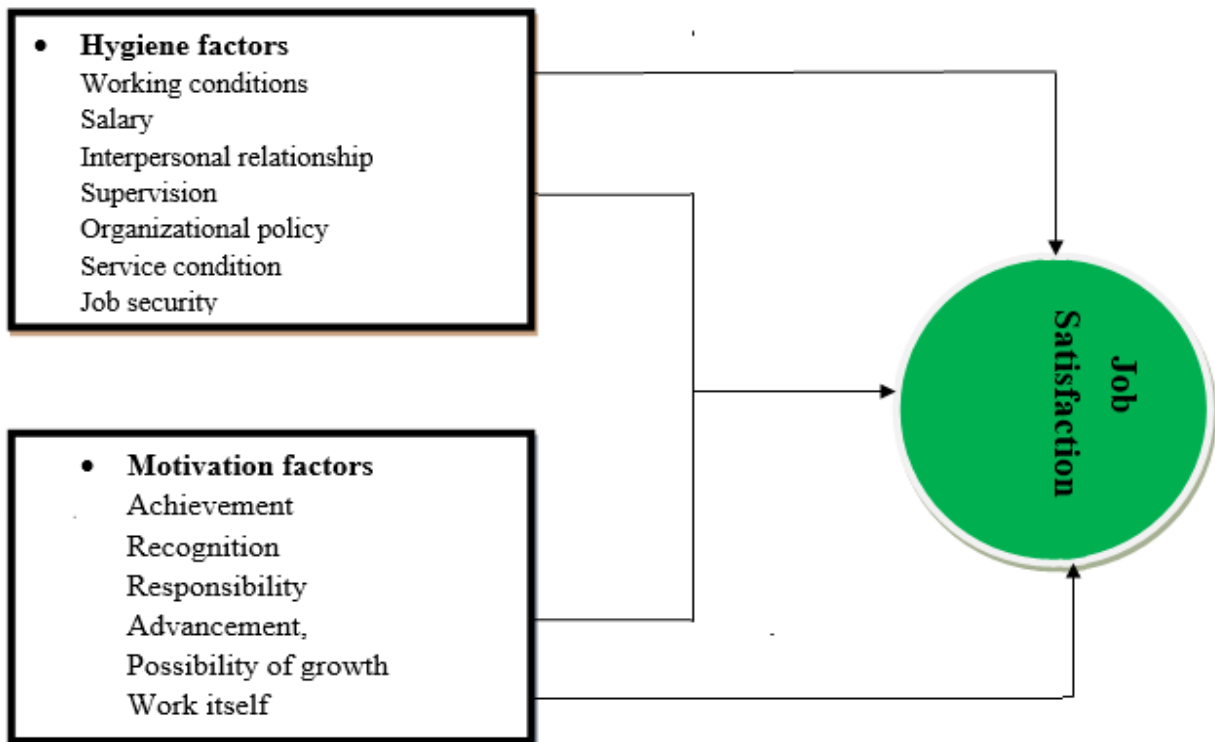 • Hygiene factors
Working conditions
Salary
Interpersonal relationship
Supervision
Organizational policy
Service condition
Job security
• Motivation factors
Achievement
Recognition
Responsibility
Advancement,
Possibility of growth
Work itself
Job
Satisfaction